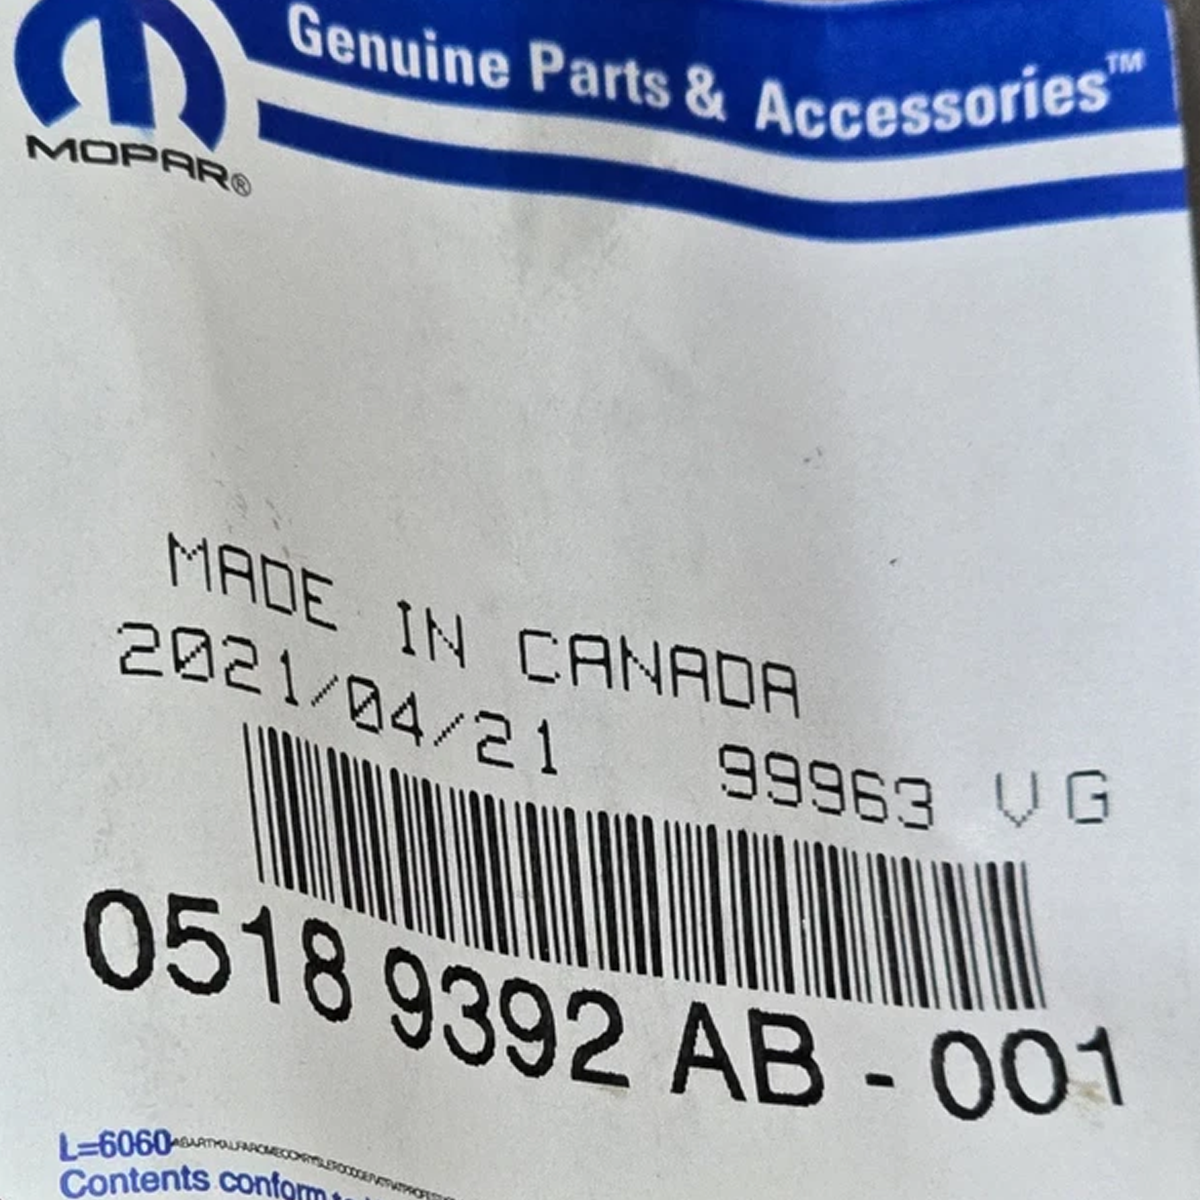 Genuine Parts & Accessories™
MOPAR®
MADE IN CANADA
2021/04/21 99963 VG
0518 9392 AB - 001
L=6060
Contents conform